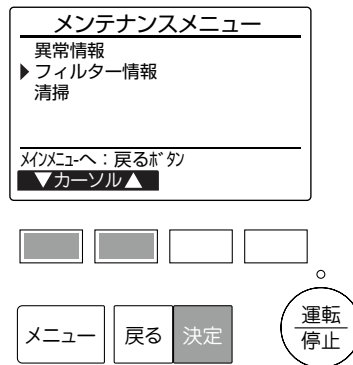 メンテナンスメニュー
異常情報
▶フィルター情報
清掃
メインメニューへ：戻るボタン
▼カーソル▲
メニュー
戻る
決定
運転
停止